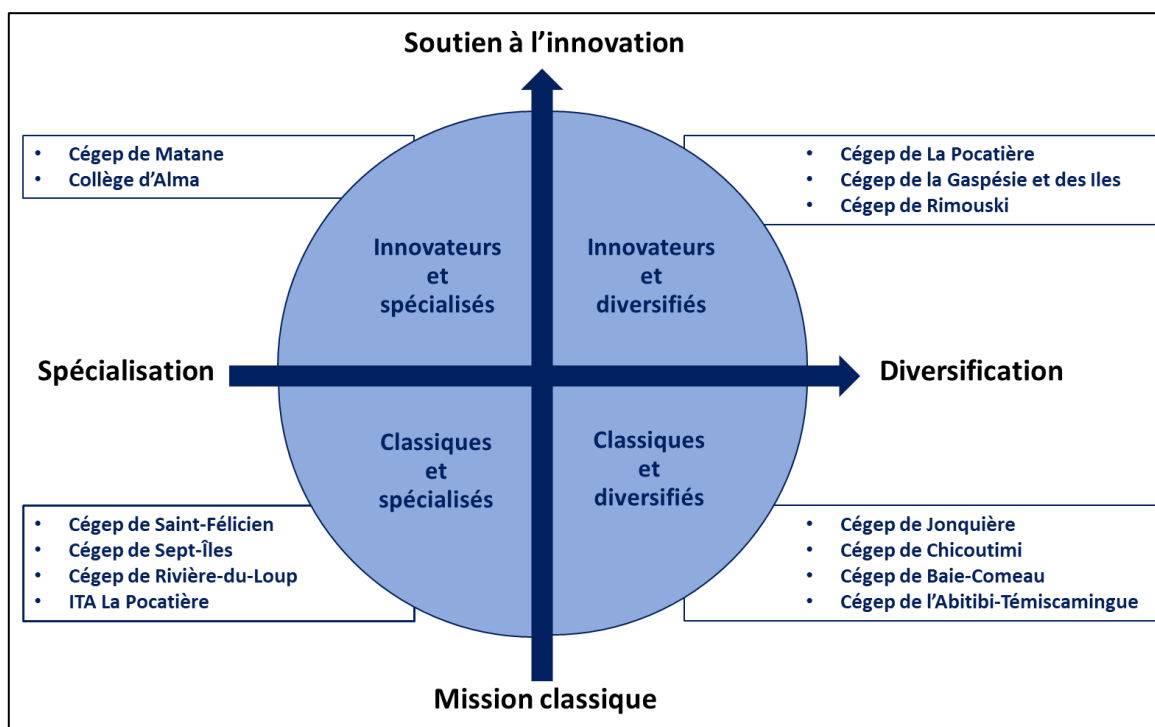 Soutien à l’innovation
• Cégep de Matane
• Collège d’Alma
• Cégep de La Pocatière
• Cégep de la Gaspésie et des Iles
• Cégep de Rimouski
Innovateurs
et
spécialisés
Innovateurs
et
diversifiés
Spécialisation
Diversification
Classiques
et
spécialisés
Classiques
et
diversifiés
• Cégep de Saint-Félicien
• Cégep de Sept-Îles
• Cégep de Rivière-du-Loup
• ITA La Pocatière
• Cégep de Jonquière
• Cégep de Chicoutimi
• Cégep de Baie-Comeau
• Cégep de l’Abitibi-Témiscamingue
Mission classique